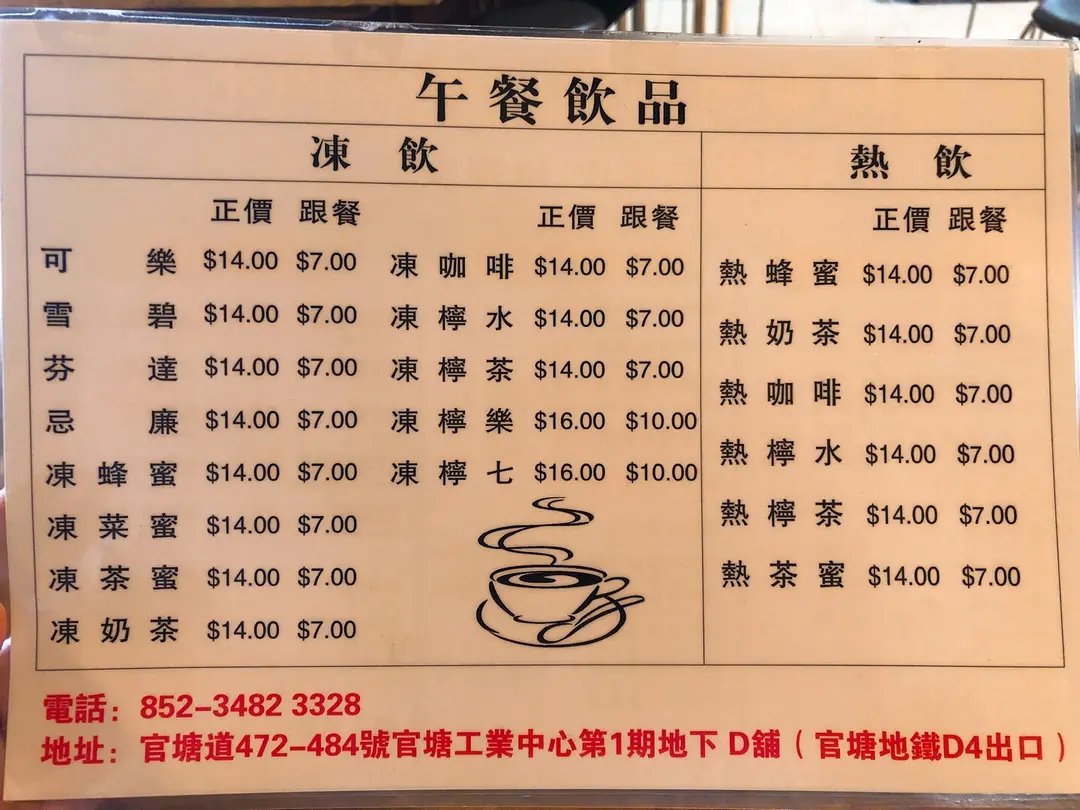 午餐飲品
凍飲
正價 跟餐
可樂 $14.00 $7.00
雪碧 $14.00 $7.00
芬達 $14.00 $7.00
忌廉 $14.00 $7.00
凍蜂蜜 $14.00 $7.00
凍菜蜜 $14.00 $7.00
凍茶蜜 $14.00 $7.00
凍奶茶 $14.00 $7.00
正價 跟餐
凍咖啡 $14.00 $7.00
凍檸水 $14.00 $7.00
凍檸茶 $14.00 $7.00
凍檸樂 $16.00 $10.00
凍檸七 $16.00 $10.00
熱飲
正價 跟餐
熱蜂蜜 $14.00 $7.00
熱奶茶 $14.00 $7.00
熱咖啡 $14.00 $7.00
熱檸水 $14.00 $7.00
熱檸茶 $14.00 $7.00
熱茶蜜 $14.00 $7.00
電話：852-3482 3328
地址：官塘道472-484號官塘工業中心第1期地下 D舖（官塘地鐵D4出口）